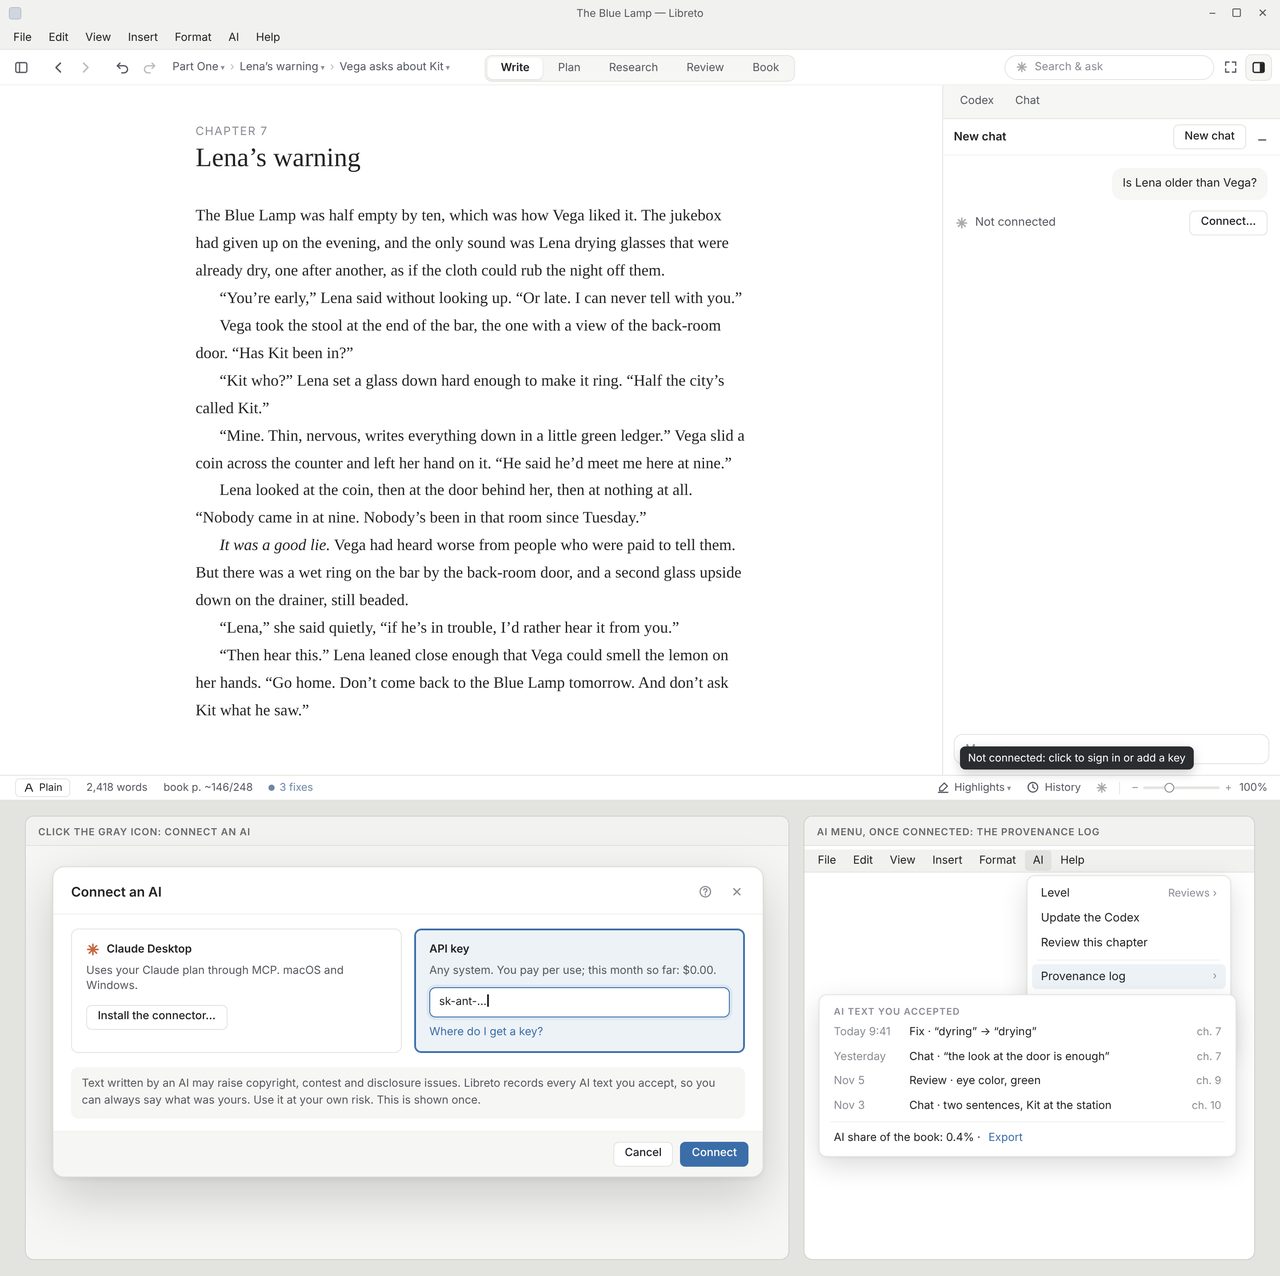 The Blue Lamp — Libreto
File Edit View Insert Format AI Help
Part One › Lena’s warning › Vega asks about Kit
Write Plan Research Review Book
Search & ask
Codex Chat
New chat New chat
Is Lena older than Vega?
Not connected Connect...
CHAPTER 7
Lena’s warning
The Blue Lamp was half empty by ten, which was how Vega liked it. The jukebox
had given up on the evening, and the only sound was Lena drying glasses that were
already dry, one after another, as if the cloth could rub the night off them.
“You’re early,” Lena said without looking up. “Or late. I can never tell with you.”
Vega took the stool at the end of the bar, the one with a view of the back-room
door. “Has Kit been in?”
“Kit who?” Lena set a glass down hard enough to make it ring. “Half the city’s
called Kit.”
“Mine. Thin, nervous, writes everything down in a little green ledger.” Vega slid a
coin across the counter and left her hand on it. “He said he’d meet me here at nine.”
Lena looked at the coin, then at the door behind her, then at nothing at all.
“Nobody came in at nine. Nobody’s been in that room since Tuesday.”
It was a good lie. Vega had heard worse from people who were paid to tell them.
But there was a wet ring on the bar by the back-room door, and a second glass upside
down on the drainer, still beaded.
“Lena,” she said quietly, “if he’s in trouble, I’d rather hear it from you.”
“Then hear this.” Lena leaned close enough that Vega could smell the lemon on
her hands. “Go home. Don’t come back to the Blue Lamp tomorrow. And don’t ask
Kit what he saw.”
Not connected: click to sign in or add a key
A Plain 2,418 words book p. ~146/248 3 fixes
Highlights History − + 100%
CLICK THE GRAY ICON: CONNECT AN AI
Connect an AI
Claude Desktop
Uses your Claude plan through MCP. macOS and
Windows.
Install the connector...
API key
Any system. You pay per use; this month so far: $0.00.
sk-ant-...
Where do I get a key?
Text written by an AI may raise copyright, contest and disclosure issues. Libreto records every AI text you accept, so you
can always say what was yours. Use it at your own risk. This is shown once.
Cancel Connect
AI MENU, ONCE CONNECTED: THE PROVENANCE LOG
File Edit View Insert Format AI Help
Level Reviews ›
Update the Codex
Review this chapter
Provenance log ›
AI TEXT YOU ACCEPTED
Today 9:41 Fix · “dyring” → “drying” ch. 7
Yesterday Chat · “the look at the door is enough” ch. 7
Nov 5 Review · eye color, green ch. 9
Nov 3 Chat · two sentences, Kit at the station ch. 10
AI share of the book: 0.4% · Export